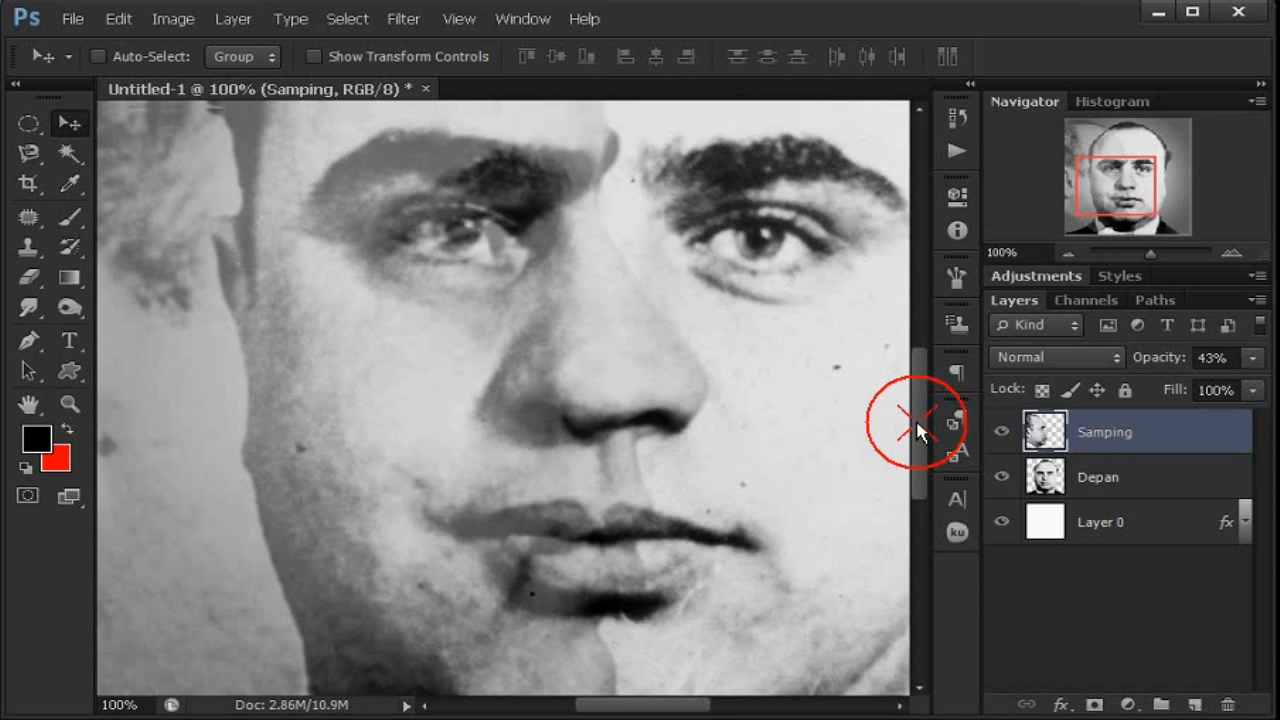 Ps File Edit Image Layer Type Select Filter View Window Help
Auto-Select: Group Show Transform Controls
Untitled-1 @ 100% (Samping, RGB/8) * ×
Navigator Histogram
100%
Adjustments Styles
Layers Channels Paths
Kind
Normal Opacity: 43%
Lock: Fill: 100%
Samping
Depan
Layer 0 fx
A|
ku
100% Doc: 2.86M/10.9M
fx